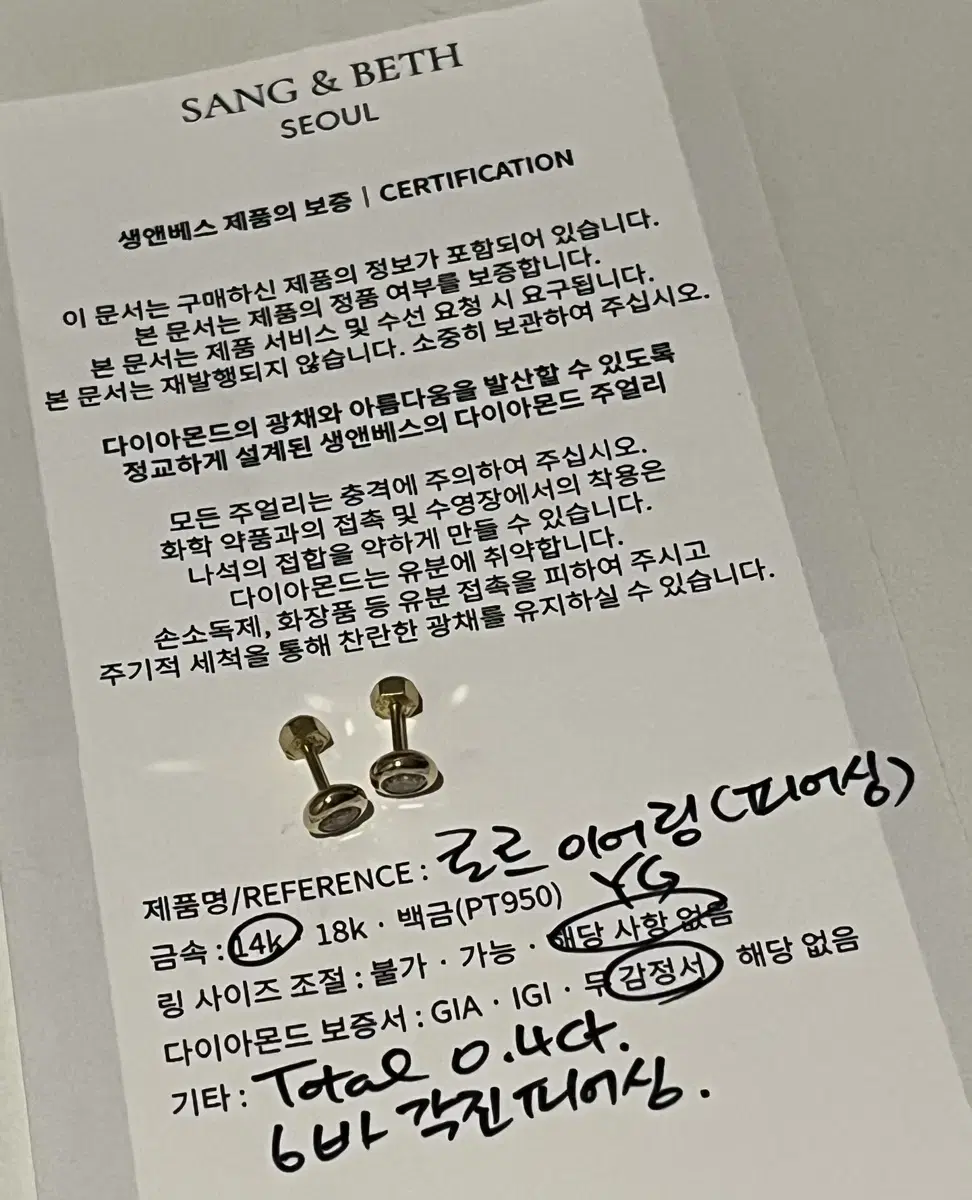 SANG & BETH
SEOUL
생앤베스 제품의 보증 | CERTIFICATION
이 문서는 구매하신 제품의 정보가 포함되어 있습니다.
본 문서는 제품의 정품 여부를 보증합니다.
본 문서는 제품 서비스 및 수선 요청 시 요구됩니다.
본 문서는 재발행되지 않습니다. 소중히 보관하여 주십시오.
다이아몬드의 광채와 아름다움을 발산할 수 있도록
정교하게 설계된 생앤베스의 다이아몬드 주얼리
모든 주얼리는 충격에 주의하여 주십시오.
화학 약품과의 접촉 및 수영장에서의 착용은
나석의 접합을 약하게 만들 수 있습니다.
다이아몬드는 유분에 취약합니다.
손소독제, 화장품 등 유분 접촉을 피하여 주시고
주기적 세척을 통해 찬란한 광채를 유지하실 수 있습니다.
제품명/REFERENCE : 로르 이어링 (피어싱)
금속 : 14k · 18k · 백금(PT950) YG
링 사이즈 조절 : 불가 · 가능 · 해당 사항 없음
다이아몬드 보증서 : GIA · IGI · 무감정서 해당 없음
기타 : Total 0.4ct.
6바 각진피어싱.